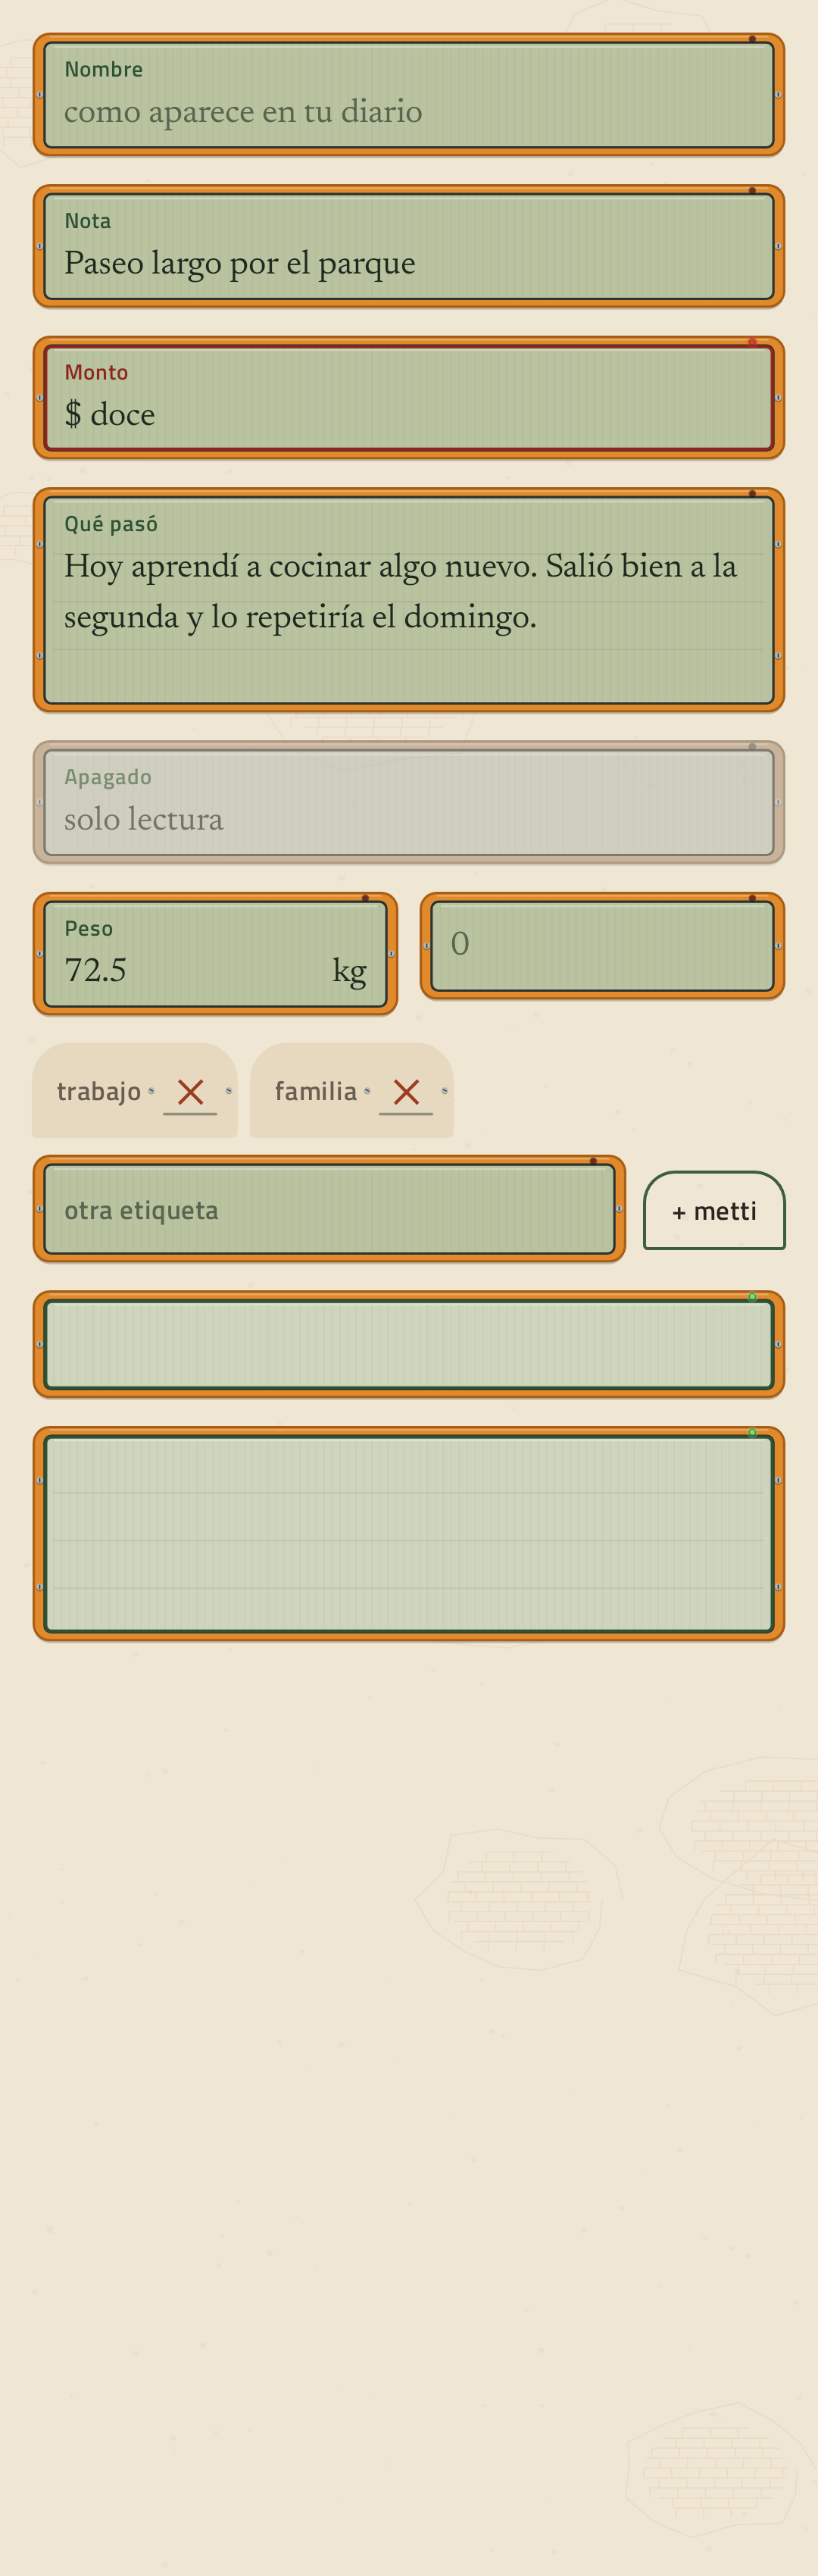 Nombre
como aparece en tu diario
Nota
Paseo largo por el parque
Monto
$ doce
Qué pasó
Hoy aprendí a cocinar algo nuevo. Salió bien a la
segunda y lo repetiría el domingo.
Apagado
solo lectura
Peso
72.5 kg
0
trabajo
familia
otra etiqueta
+ metti